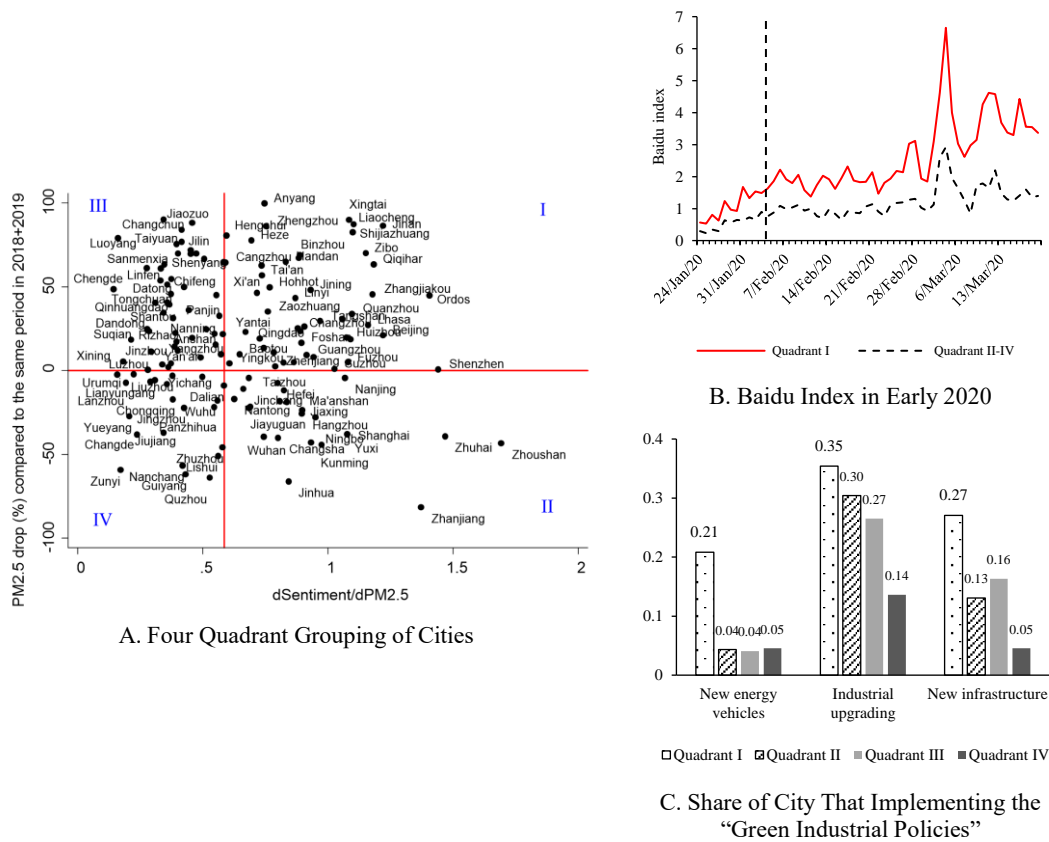 PM2.5 drop (%) compared to the same period in 2018+2019
100
50
0
-50
-100
III
I
IV
II
Anyang
Xingtai
Jiaozuo
Liaocheng
Changchun
Zhengzhou
Jinan
Hengshui
Shijiazhuang
Taiyuan
Jilin
Heze
Luoyang
Binzhou
Zibo
Handan
Sanmenxia
Shenyang
Cangzhou
Qiqihar
Linfen
Tai'an
Chengde
Chifeng
Xi'an
Hohhot
Jining
Zhangjiakou
Datong
Linyi
Ordos
Tongchuan
Qinhuangdao
Panjin
Zaozhuang
Quanzhou
Shantou
Tangshan
Lhasa
Dandong
Nanning
Yantai
Changzhou
Huizhou
Beijing
Suqian
Rizhao
Anshan
Qingdao
Foshan
Jinzhou
Yangzhou
Baotou
Guangzhou
Xining
Yan'an
Yingkou
Zhenjiang
Fuzhou
Luzhou
Suzhou
Shenzhen
Urumqi
Liuzhou
Yichang
Taizhou
Nanjing
Lianyungang
Hefei
Lanzhou
Dalian
Jinchang
Ma'anshan
Chongqing
Wuhu
Nantong
Jiaxing
Jingzhou
Yueyang
Panzhihua
Jiayuguan
Hangzhou
Changde
Jiujiang
Ningbo
Shanghai
Zhuhai
Wuhan
Changsha
Yuxi
Zhoushan
Zhuzhou
Kunming
Lishui
Zunyi
Nanchang
Guiyang
Quzhou
Jinhua
Zhanjiang
0
.5
1
1.5
2
dSentiment/dPM2.5
A. Four Quadrant Grouping of Cities
Baidu index
7
6
5
4
3
2
1
0
24/Jan/20
31/Jan/20
7/Feb/20
14/Feb/20
21/Feb/20
28/Feb/20
6/Mar/20
13/Mar/20
Quadrant I
Quadrant II-IV
B. Baidu Index in Early 2020
0.4
0.3
0.2
0.1
0
0.21
0.04
0.04
0.05
0.35
0.30
0.27
0.14
0.27
0.13
0.16
0.05
New energy
vehicles
Industrial
upgrading
New infrastructure
Quadrant I
Quadrant II
Quadrant III
Quadrant IV
C. Share of City That Implementing the
“Green Industrial Policies”